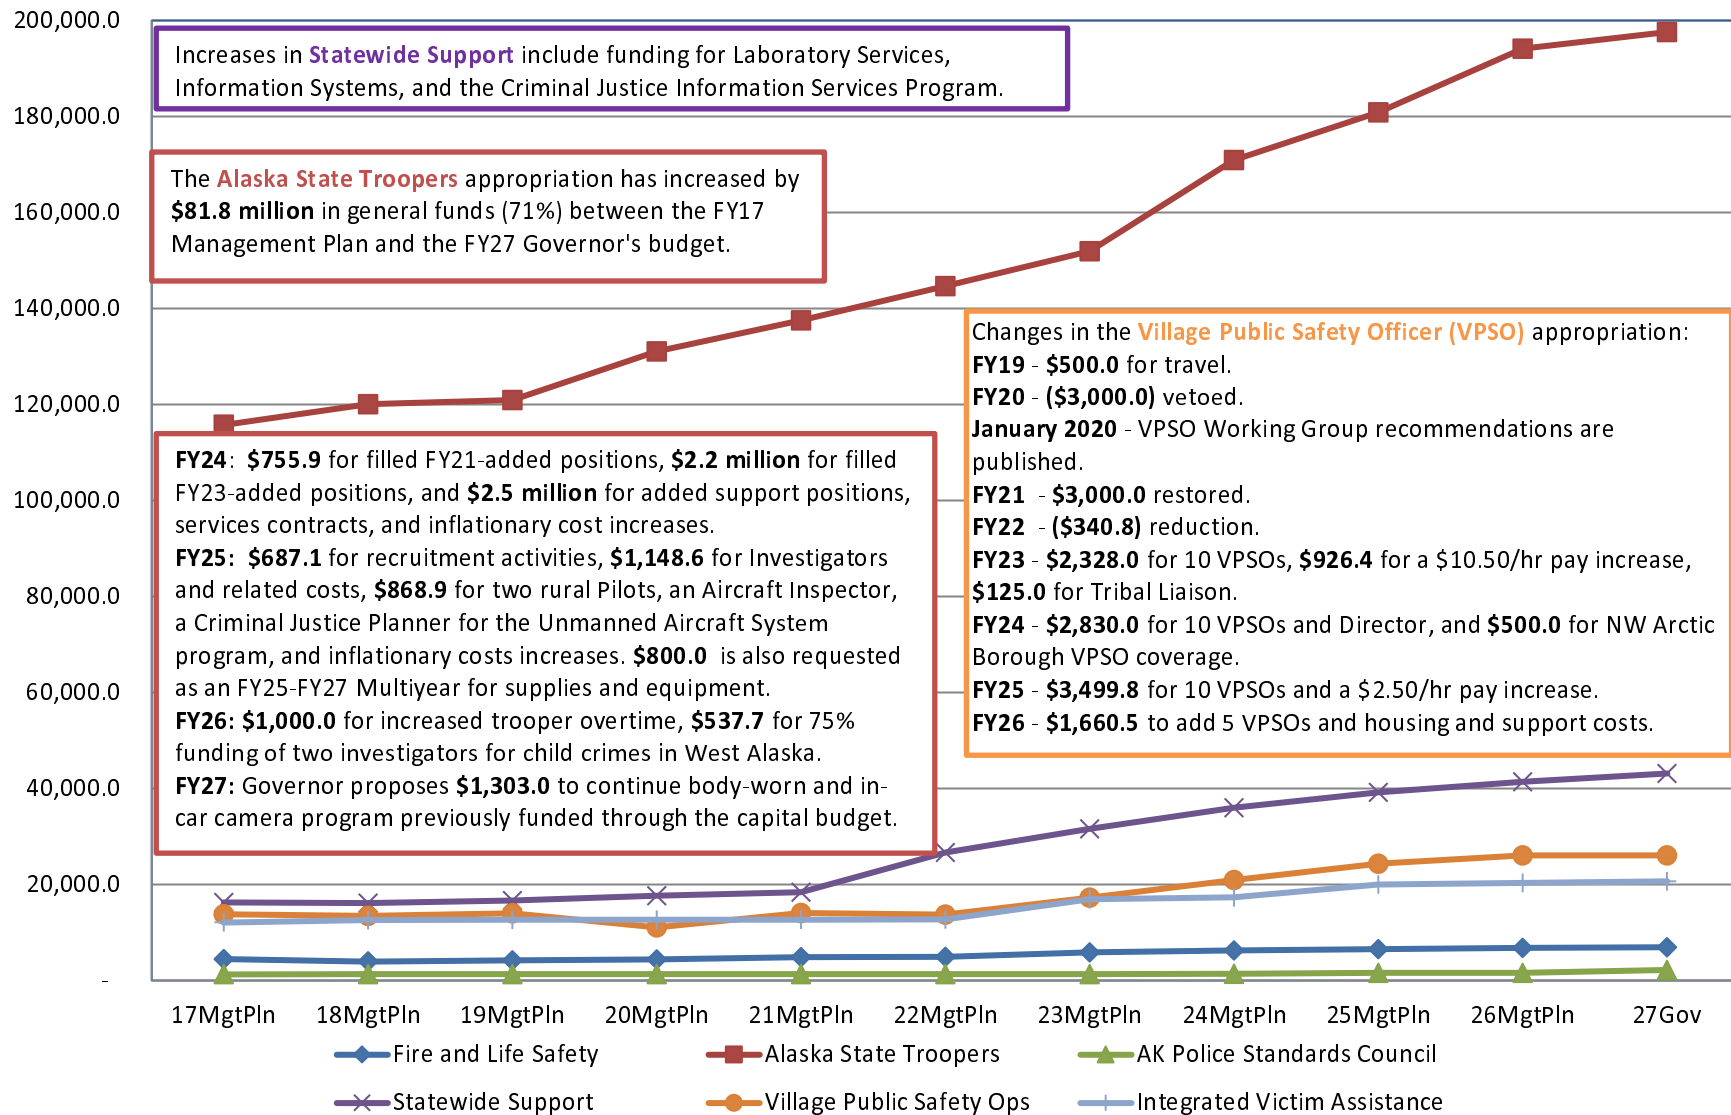 200,000.0
180,000.0
160,000.0
140,000.0
120,000.0
100,000.0
80,000.0
60,000.0
40,000.0
20,000.0
-
Increases in Statewide Support include funding for Laboratory Services,
Information Systems, and the Criminal Justice Information Services Program.
The Alaska State Troopers appropriation has increased by
$81.8 million in general funds (71%) between the FY17
Management Plan and the FY27 Governor's budget.
FY24: $755.9 for filled FY21-added positions, $2.2 million for filled
FY23-added positions, and $2.5 million for added support positions,
services contracts, and inflationary cost increases.
FY25: $687.1 for recruitment activities, $1,148.6 for Investigators
and related costs, $868.9 for two rural Pilots, an Aircraft Inspector,
a Criminal Justice Planner for the Unmanned Aircraft System
program, and inflationary costs increases. $800.0 is also requested
as an FY25-FY27 Multiyear for supplies and equipment.
FY26: $1,000.0 for increased trooper overtime, $537.7 for 75%
funding of two investigators for child crimes in West Alaska.
FY27: Governor proposes $1,303.0 to continue body-worn and in-
car camera program previously funded through the capital budget.
Changes in the Village Public Safety Officer (VPSO) appropriation:
FY19 - $500.0 for travel.
FY20 - ($3,000.0) vetoed.
January 2020 - VPSO Working Group recommendations are
published.
FY21 - $3,000.0 restored.
FY22 - ($340.8) reduction.
FY23 - $2,328.0 for 10 VPSOs, $926.4 for a $10.50/hr pay increase,
$125.0 for Tribal Liaison.
FY24 - $2,830.0 for 10 VPSOs and Director, and $500.0 for NW Arctic
Borough VPSO coverage.
FY25 - $3,499.8 for 10 VPSOs and a $2.50/hr pay increase.
FY26 - $1,660.5 to add 5 VPSOs and housing and support costs.
17MgtPln 18MgtPln 19MgtPln 20MgtPln 21MgtPln 22MgtPln 23MgtPln 24MgtPln 25MgtPln 26MgtPln 27Gov
Fire and Life Safety Alaska State Troopers AK Police Standards Council
Statewide Support Village Public Safety Ops Integrated Victim Assistance